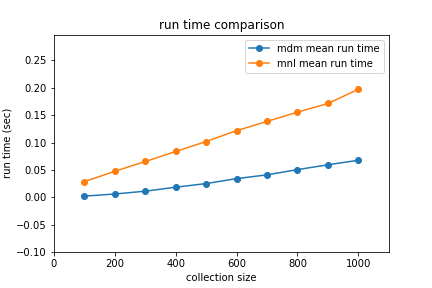 run time comparison
mdm mean run time
mnl mean run time
run time (sec)
0.25
0.20
0.15
0.10
0.05
0.00
−0.05
−0.10
0 200 400 600 800 1000
collection size